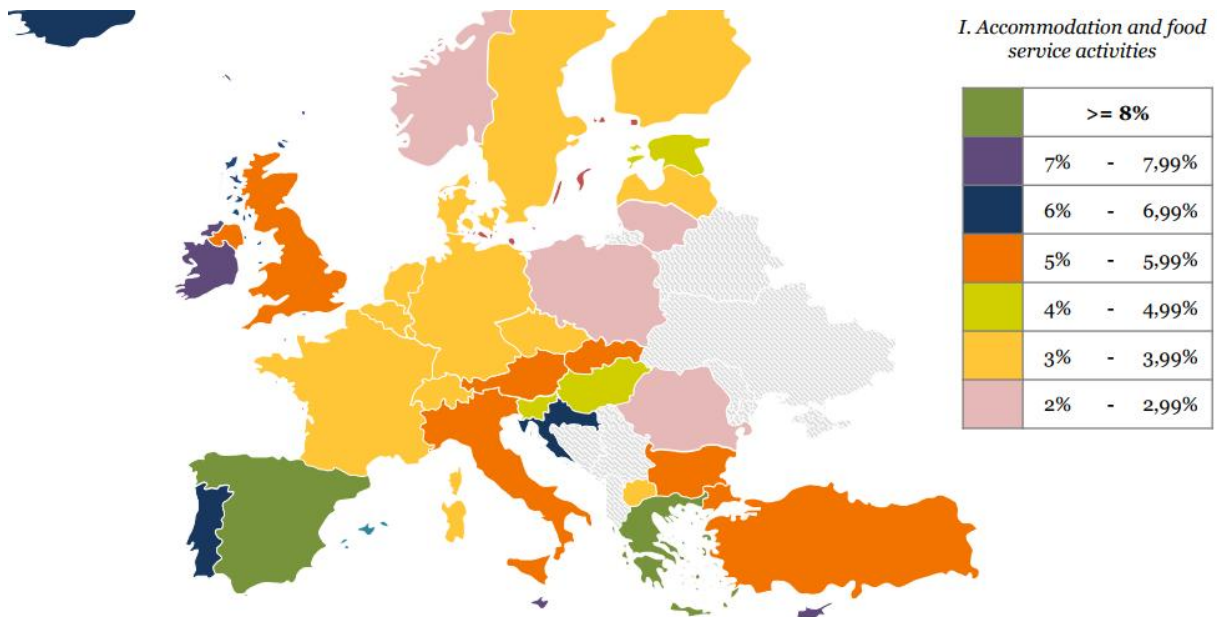 I. Accommodation and food
service activities
>= 8%
7% - 7,99%
6% - 6,99%
5% - 5,99%
4% - 4,99%
3% - 3,99%
2% - 2,99%